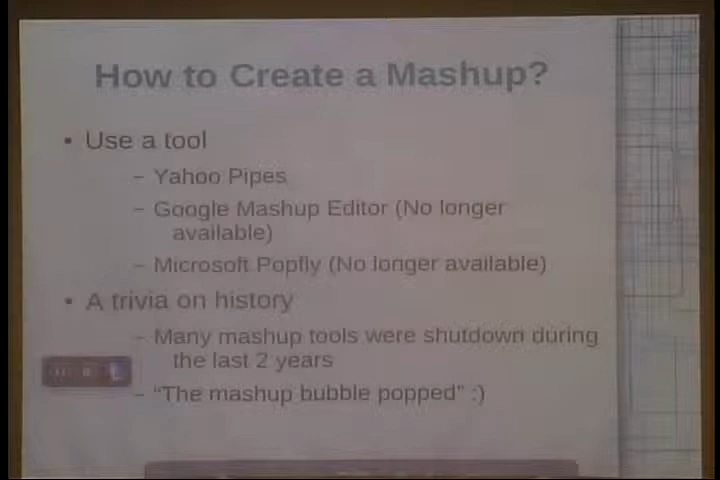 How to Create a Mashup?
• Use a tool
– Yahoo Pipes
– Google Mashup Editor (No longer
available)
– Microsoft Popfly (No longer available)
• A trivia on history
– Many mashup tools were shutdown during
the last 2 years
– “The mashup bubble popped” :)